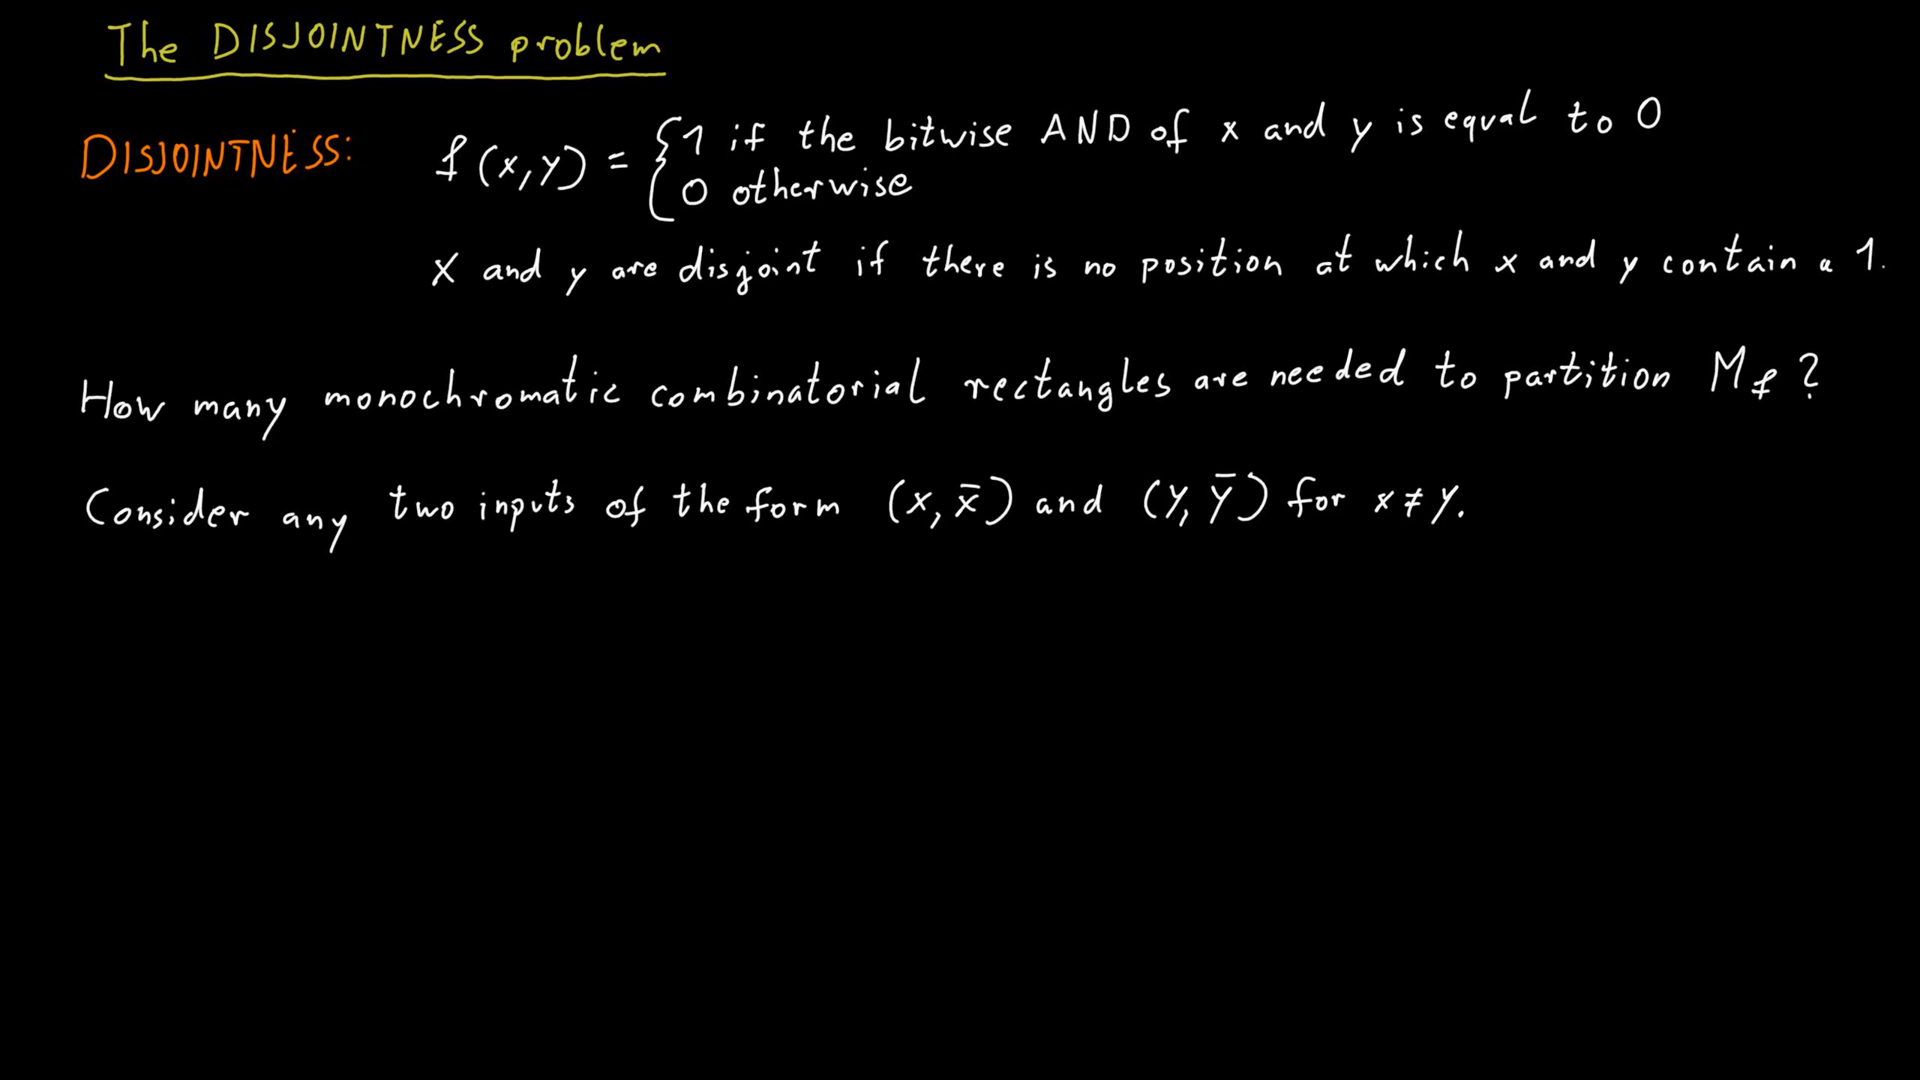 The DISJOINTNESS problem
DISJOINTNESS: f(x,y) = { 1 if the bitwise AND of x and y is equal to 0
0 otherwise
x and y are disjoint if there is no position at which x and y contain a 1.
How many monochromatic combinatorial rectangles are needed to partition M_f ?
Consider any two inputs of the form (x, x̄) and (y, ȳ) for x ≠ y.